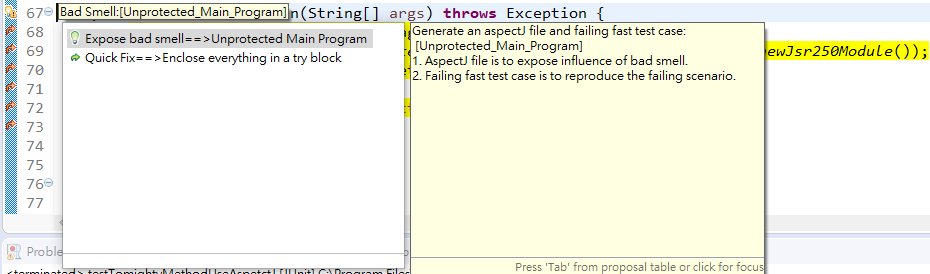 67 Bad Smell:[Unprotected_Main_Program] n(String[] args) throws Exception {
68 Expose bad smell==>Unprotected Main Program
Generate an aspectJ file and failing fast test case:
[Unprotected_Main_Program]
69 Quick Fix==>Enclose everything in a try block
1. AspectJ file is to expose influence of bad smell.
ewJsr250Module());
70
2. Failing fast test case is to reproduce the failing scenario.
71
72
73
74
75
76
77
Proble
Press 'Tab' from proposal table or click for focus
<terminated> testTomightyMethodUseAspectJ [JUnit] C:\Program Files